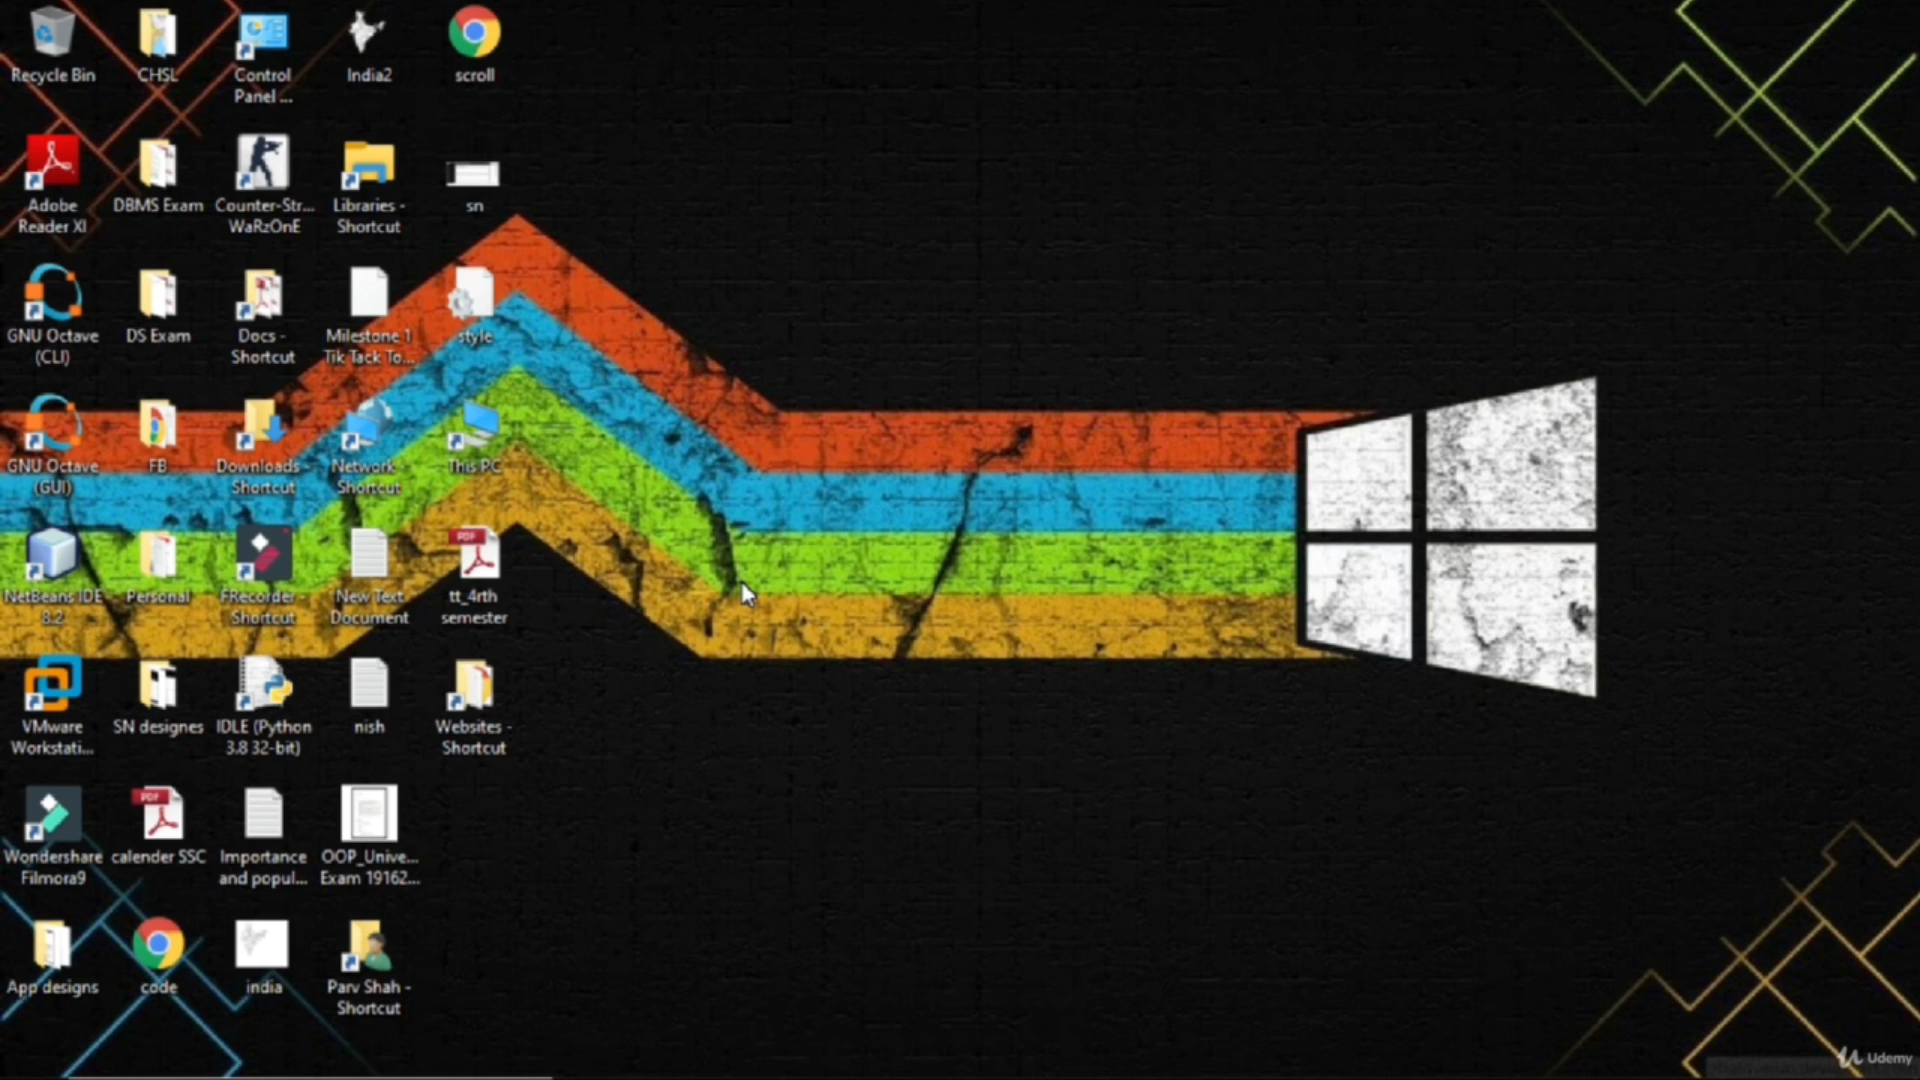 Recycle Bin
CHSL
Control
Panel ...
India2
scroll
Adobe
Reader XI
DBMS Exam
Counter-Str...
WaRzOnE
Libraries -
Shortcut
sn
GNU Octave
(CLI)
DS Exam
Docs -
Shortcut
Milestone 1
Tik Tack To...
style
GNU Octave
(GUI)
FB
Downloads -
Shortcut
Network -
Shortcut
This PC
NetBeans IDE
8.2
Personal
FRecorder -
Shortcut
New Text
Document
PDF
tt_4rth
semester
VMware
Workstati...
SN designes
IDLE (Python
3.8 32-bit)
nish
Websites -
Shortcut
Wondershare
Filmora9
PDF
calender SSC
Importance
and popul...
OOP_Unive...
Exam 19162...
App designs
code
india
Parv Shah -
Shortcut
Udemy